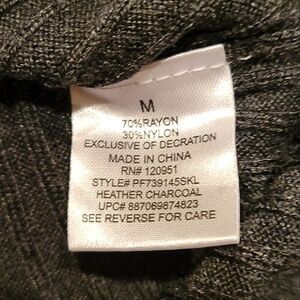 M
70%RAYON
30%NYLON
EXCLUSIVE OF DECRATION
MADE IN CHINA
RN# 120951
STYLE# PF739145SKL
HEATHER CHARCOAL
UPC# 887069874823
SEE REVERSE FOR CARE